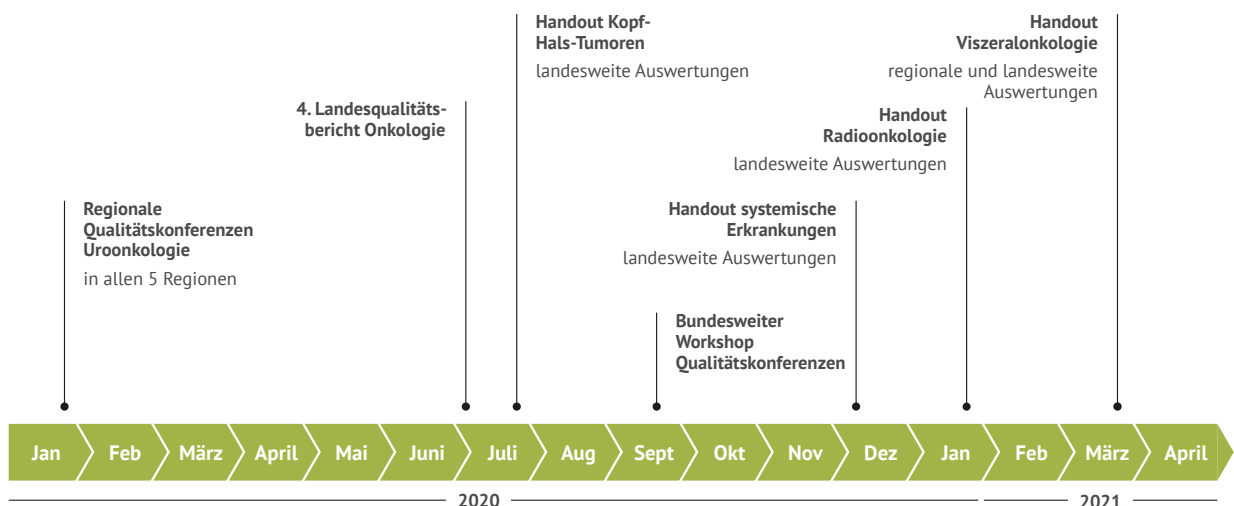 Handout Kopf-
Hals-Tumoren
landesweite Auswertungen
Handout
Viszeralonkologie
regionale und landesweite
Auswertungen
4. Landesqualitäts-
bericht Onkologie
Handout
Radioonkologie
landesweite Auswertungen
Regionale
Qualitätskonferenzen
Uroonkologie
in allen 5 Regionen
Handout systemische
Erkrankungen
landesweite Auswertungen
Bundesweiter
Workshop
Qualitätskonferenzen
Jan Feb März April Mai Juni Juli Aug Sept Okt Nov Dez Jan Feb März April
2020 2021